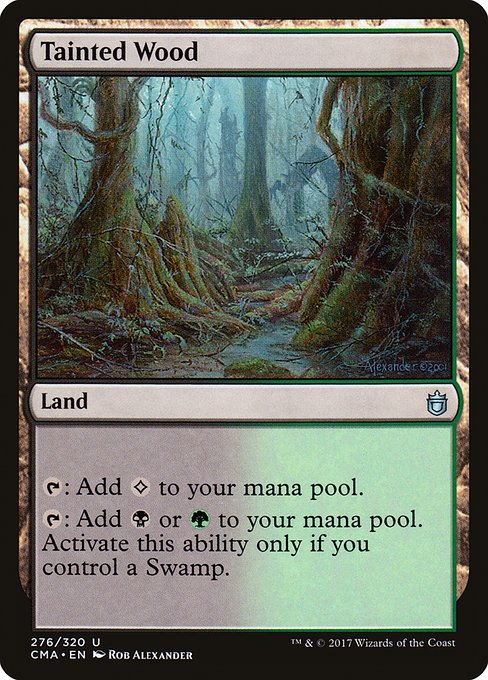 Tainted Wood
Alexander ©2001
Land
: Add to your mana pool.
: Add or to your mana pool.
Activate this ability only if you
control a Swamp.
276/320 U
™ & © 2017 Wizards of the Coast
CMA • EN Rob Alexander